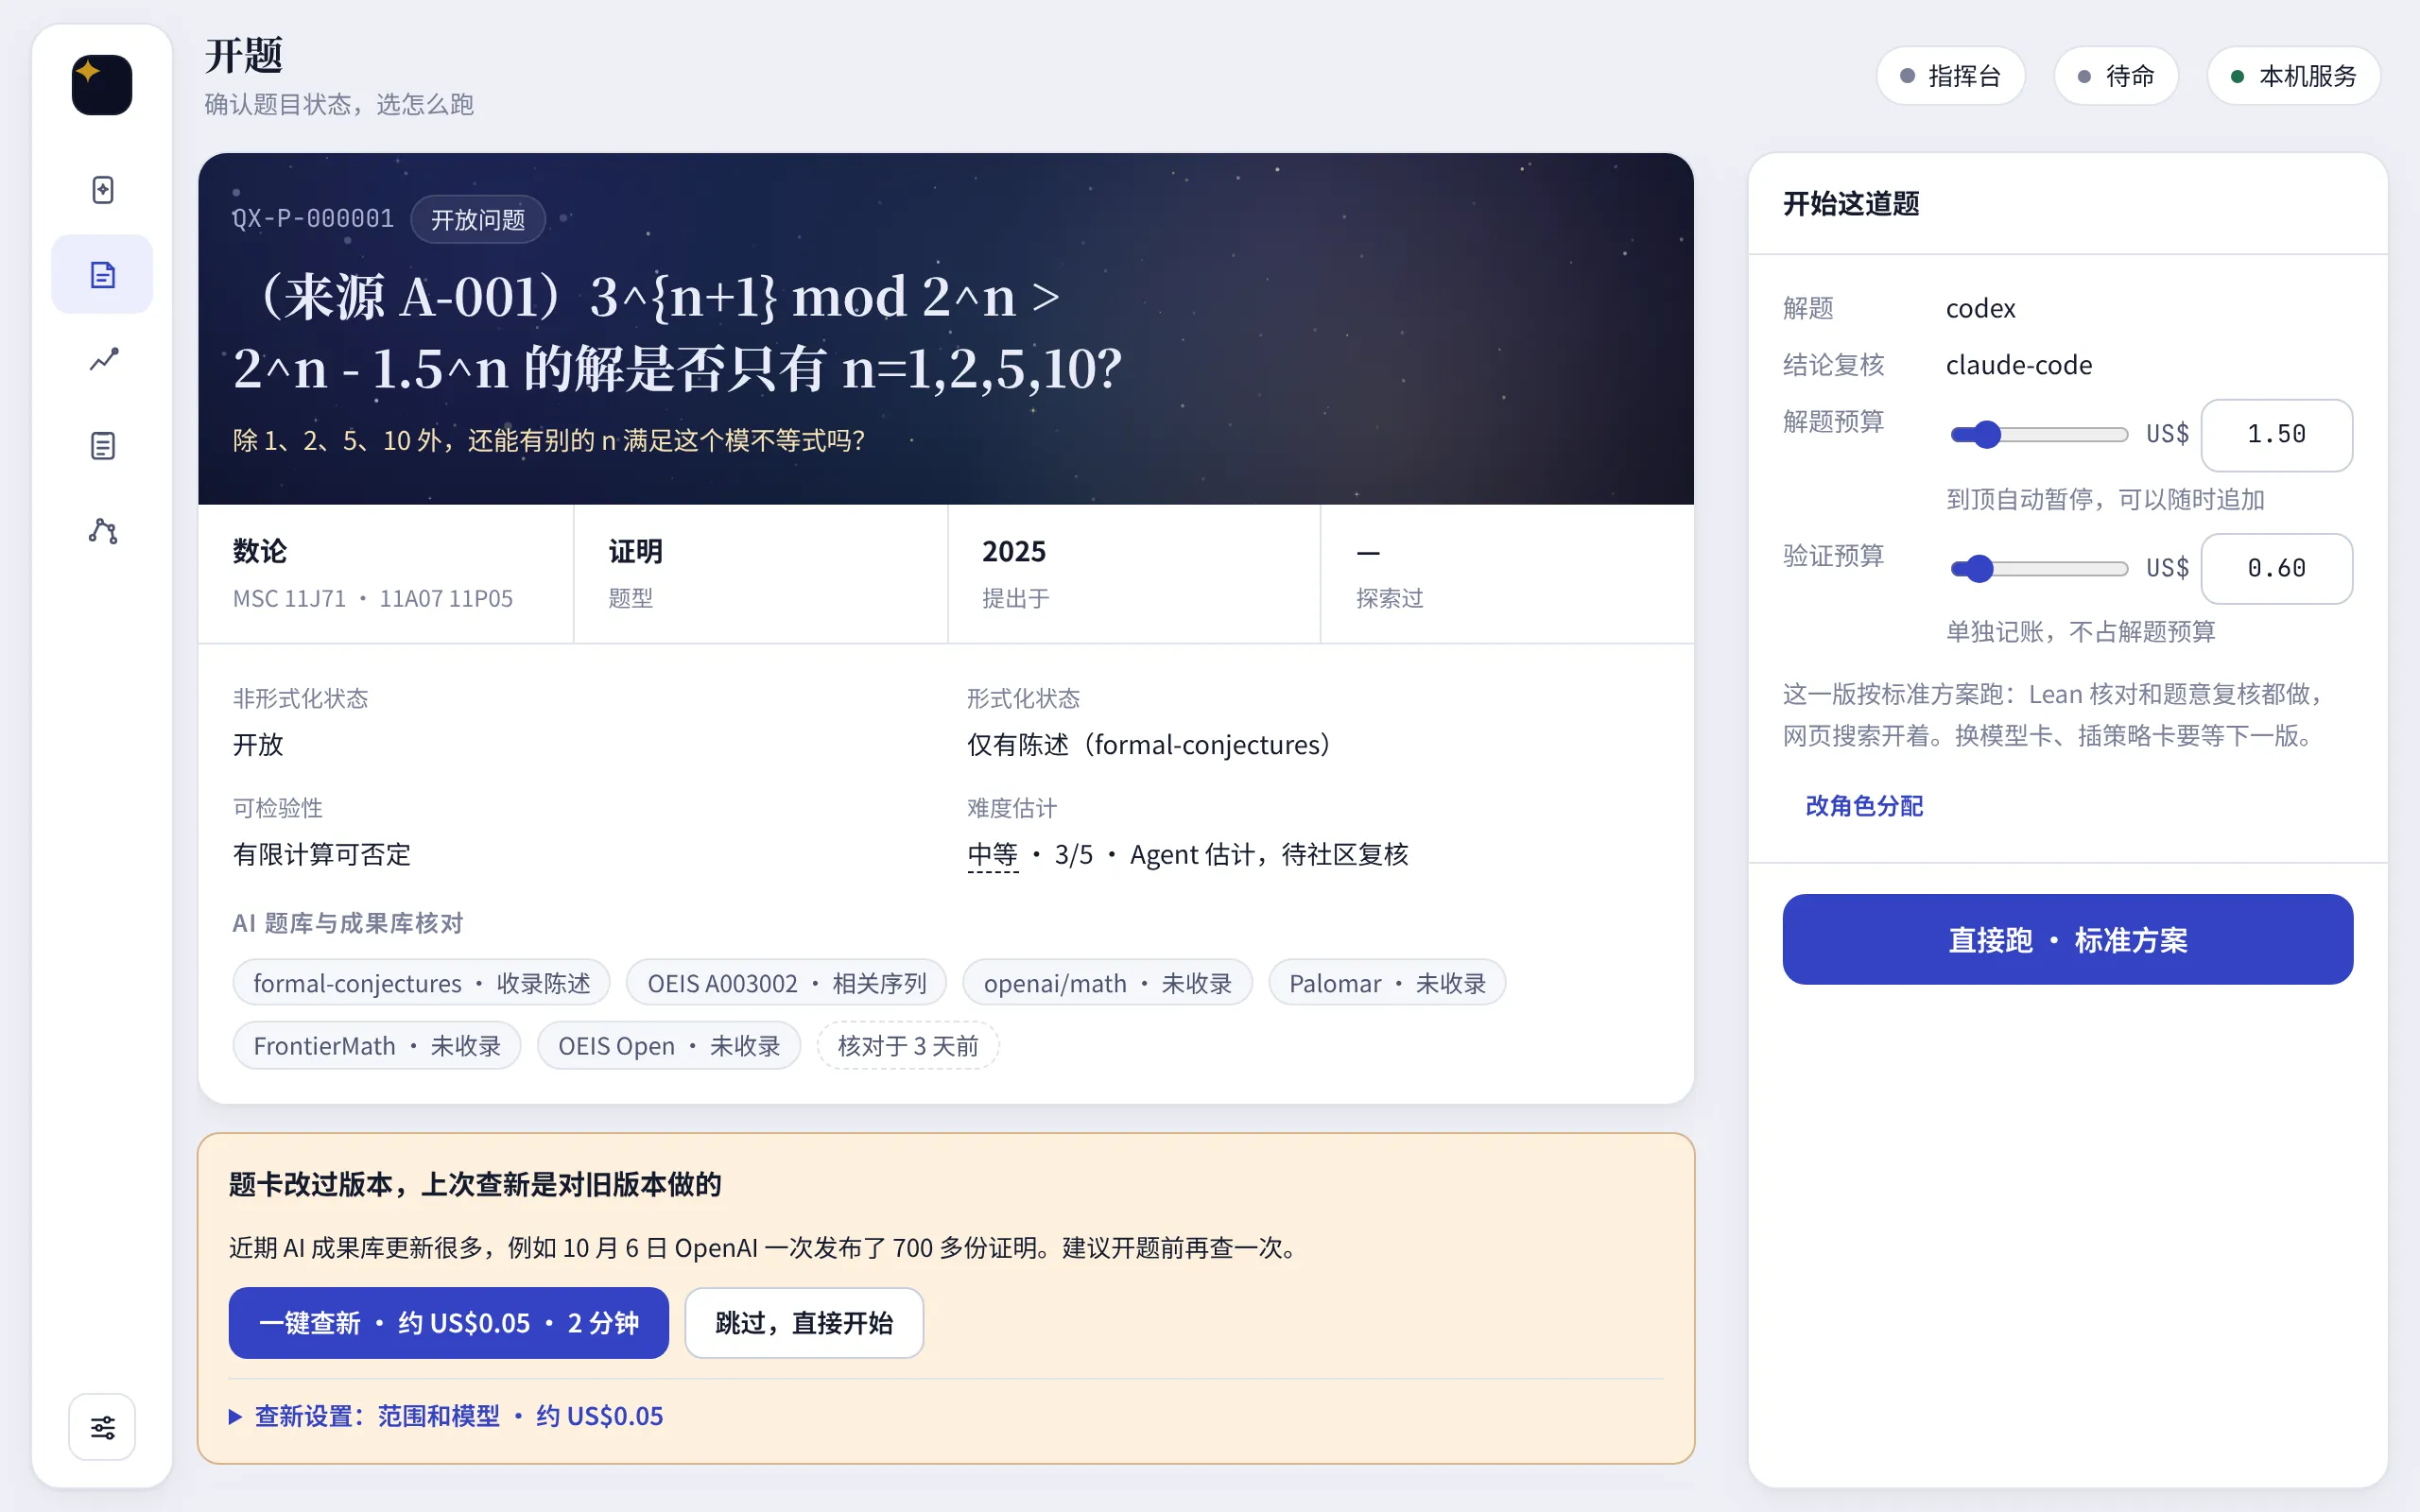 开题
确认题目状态，选怎么跑
指挥台
待命
本机服务
QX-P-000001
开放问题
（来源 A-001）3^{n+1} mod 2^n >
2^n - 1.5^n 的解是否只有 n=1,2,5,10?
除 1、2、5、10 外，还能有别的 n 满足这个模不等式吗？
数论
MSC 11J71 · 11A07 11P05
证明
题型
2025
提出于
—
探索过
非形式化状态
开放
形式化状态
仅有陈述（formal-conjectures）
可检验性
有限计算可否定
难度估计
中等 · 3/5 · Agent 估计，待社区复核
AI 题库与成果库核对
formal-conjectures · 收录陈述
OEIS A003002 · 相关序列
openai/math · 未收录
Palomar · 未收录
FrontierMath · 未收录
OEIS Open · 未收录
核对于 3 天前
题卡改过版本，上次查新是对旧版本做的
近期 AI 成果库更新很多，例如 10 月 6 日 OpenAI 一次发布了 700 多份证明。建议开题前再查一次。
一键查新 · 约 US$0.05 · 2 分钟
跳过，直接开始
查新设置：范围和模型 · 约 US$0.05
开始这道题
解题
codex
结论复核
claude-code
解题预算
US$
1.50
到顶自动暂停，可以随时追加
验证预算
US$
0.60
单独记账，不占解题预算
这一版按标准方案跑：Lean 核对和题意复核都做，
网页搜索开着。换模型卡、插策略卡要等下一版。
改角色分配
直接跑 · 标准方案